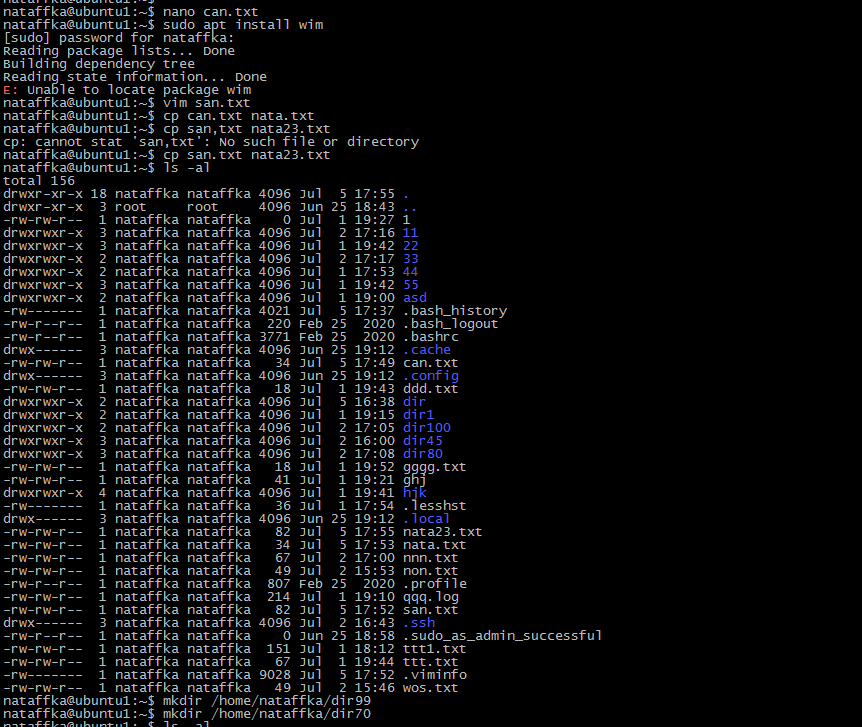 nataffka@ubuntu1:~$ nano can.txt
nataffka@ubuntu1:~$ sudo apt install wim
[sudo] password for nataffka:
Reading package lists... Done
Building dependency tree
Reading state information... Done
E: Unable to locate package wim
nataffka@ubuntu1:~$ vim san.txt
nataffka@ubuntu1:~$ cp can.txt nata.txt
nataffka@ubuntu1:~$ cp san,txt nata23.txt
cp: cannot stat 'san,txt': No such file or directory
nataffka@ubuntu1:~$ cp san.txt nata23.txt
nataffka@ubuntu1:~$ ls -al
total 156
drwxr-xr-x 18 nataffka nataffka 4096 Jul  5 17:55 .
drwxr-xr-x  3 root     root     4096 Jun 25 18:43 ..
-rw-rw-r--  1 nataffka nataffka    0 Jul  1 19:27 1
drwxrwxr-x  3 nataffka nataffka 4096 Jul  2 17:16 11
drwxrwxr-x  3 nataffka nataffka 4096 Jul  1 19:42 22
drwxrwxr-x  2 nataffka nataffka 4096 Jul  2 17:17 33
drwxrwxr-x  2 nataffka nataffka 4096 Jul  1 17:53 44
drwxrwxr-x  3 nataffka nataffka 4096 Jul  1 19:42 55
drwxrwxr-x  2 nataffka nataffka 4096 Jul  1 19:00 asd
-rw-------  1 nataffka nataffka 4021 Jul  5 17:37 .bash_history
-rw-r--r--  1 nataffka nataffka  220 Feb 25  2020 .bash_logout
-rw-r--r--  1 nataffka nataffka 3771 Feb 25  2020 .bashrc
drwx------  3 nataffka nataffka 4096 Jun 25 19:12 .cache
-rw-rw-r--  1 nataffka nataffka   34 Jul  5 17:49 can.txt
drwx------  3 nataffka nataffka 4096 Jun 25 19:12 .config
-rw-rw-r--  1 nataffka nataffka   18 Jul  1 19:43 ddd.txt
drwxrwxr-x  2 nataffka nataffka 4096 Jul  5 16:38 dir
drwxrwxr-x  2 nataffka nataffka 4096 Jul  1 19:15 dir1
drwxrwxr-x  2 nataffka nataffka 4096 Jul  2 17:05 dir100
drwxrwxr-x  3 nataffka nataffka 4096 Jul  2 16:00 dir45
drwxrwxr-x  3 nataffka nataffka 4096 Jul  2 17:08 dir80
-rw-rw-r--  1 nataffka nataffka   18 Jul  1 19:52 gggg.txt
-rw-rw-r--  1 nataffka nataffka   41 Jul  1 19:21 ghj
drwxrwxr-x  4 nataffka nataffka 4096 Jul  1 19:41 hjk
-rw-------  1 nataffka nataffka   36 Jul  1 17:54 .lesshst
drwx------  3 nataffka nataffka 4096 Jun 25 19:12 .local
-rw-rw-r--  1 nataffka nataffka   82 Jul  5 17:55 nata23.txt
-rw-rw-r--  1 nataffka nataffka   34 Jul  5 17:53 nata.txt
-rw-rw-r--  1 nataffka nataffka   67 Jul  2 17:00 nnn.txt
-rw-rw-r--  1 nataffka nataffka   49 Jul  2 15:53 non.txt
-rw-r--r--  1 nataffka nataffka  807 Feb 25  2020 .profile
-rw-rw-r--  1 nataffka nataffka  214 Jul  1 19:10 qqq.log
-rw-rw-r--  1 nataffka nataffka   82 Jul  5 17:52 san.txt
drwx------  3 nataffka nataffka 4096 Jul  2 16:43 .ssh
-rw-r--r--  1 nataffka nataffka    0 Jun 25 18:58 .sudo_as_admin_successful
-rw-rw-r--  1 nataffka nataffka  151 Jul  1 18:12 ttt1.txt
-rw-rw-r--  1 nataffka nataffka   67 Jul  1 19:44 ttt.txt
-rw-------  1 nataffka nataffka 9028 Jul  5 17:52 .viminfo
-rw-rw-r--  1 nataffka nataffka   49 Jul  2 15:46 wos.txt
nataffka@ubuntu1:~$ mkdir /home/nataffka/dir99
nataffka@ubuntu1:~$ mkdir /home/nataffka/dir70
nataffka@ubuntu1:~$ ls -al